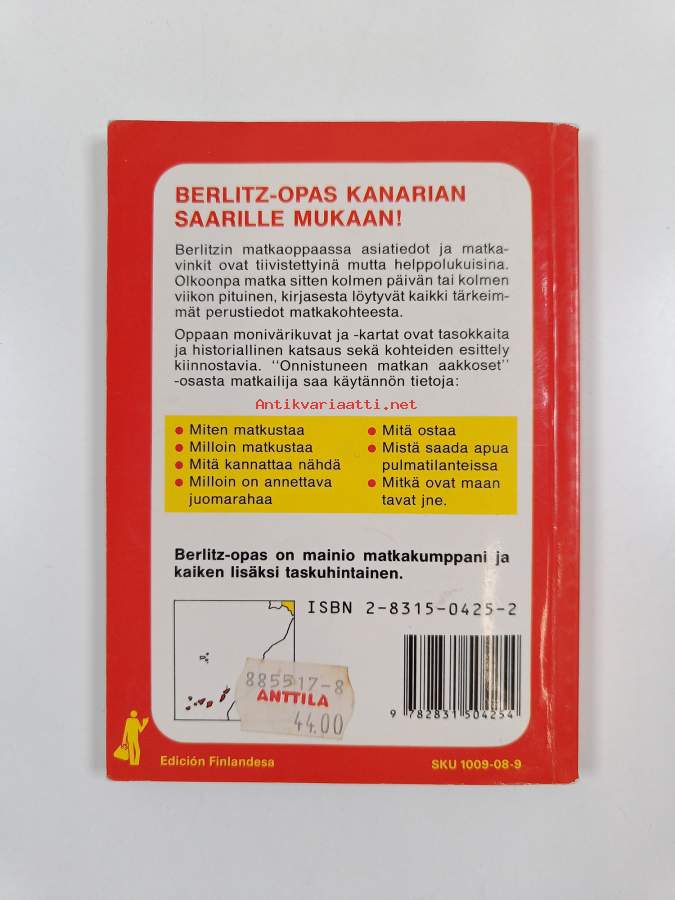 BERLITZ-OPAS KANARIAN
SAARILLE MUKAAN!
Berlitzin matkaoppaassa asiatiedot ja matka-
vinkit ovat tiivistettyinä mutta helppolukuisina.
Olkoonpa matka sitten kolmen päivän tai kolmen
viikon pituinen, kirjasesta löytyvät kaikki tärkeim-
mät perustiedot matkakohteesta.
Oppaan monivärikuvat ja -kartat ovat tasokkaita
ja historiallinen katsaus sekä kohteiden esittely
kiinnostavia. "Onnistuneen matkan aakkoset"
-osasta matkailija saa käytännön tietoja:
Antikvariaatti.net
• Miten matkustaa
• Milloin matkustaa
• Mitä kannattaa nähdä
• Milloin on annettava
juomarahaa
• Mitä ostaa
• Mistä saada apua
pulmatilanteissa
• Mitkä ovat maan
tavat jne.
Berlitz-opas on mainio matkakumppani ja
kaiken lisäksi taskuhintainen.
ISBN 2-8315-0425-2
885517-8
ANTTILA
44.00
9 782831 504254
Edición Finlandesa
SKU 1009-08-9